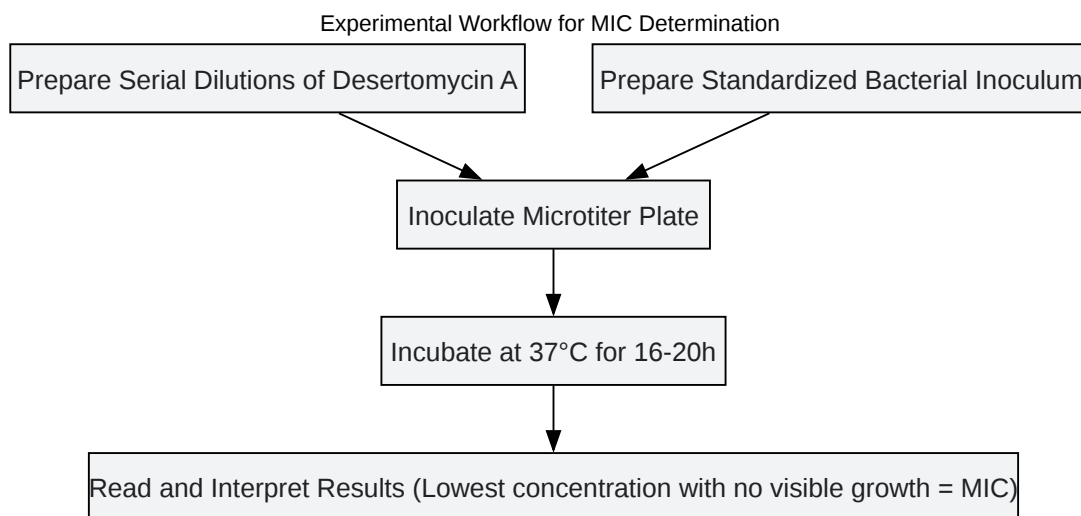 Experimental Workflow for MIC Determination
Prepare Serial Dilutions of Desertomycin A
Prepare Standardized Bacterial Inoculum
Inoculate Microtiter Plate
Incubate at 37°C for 16-20h
Read and Interpret Results (Lowest concentration with no visible growth = MIC)